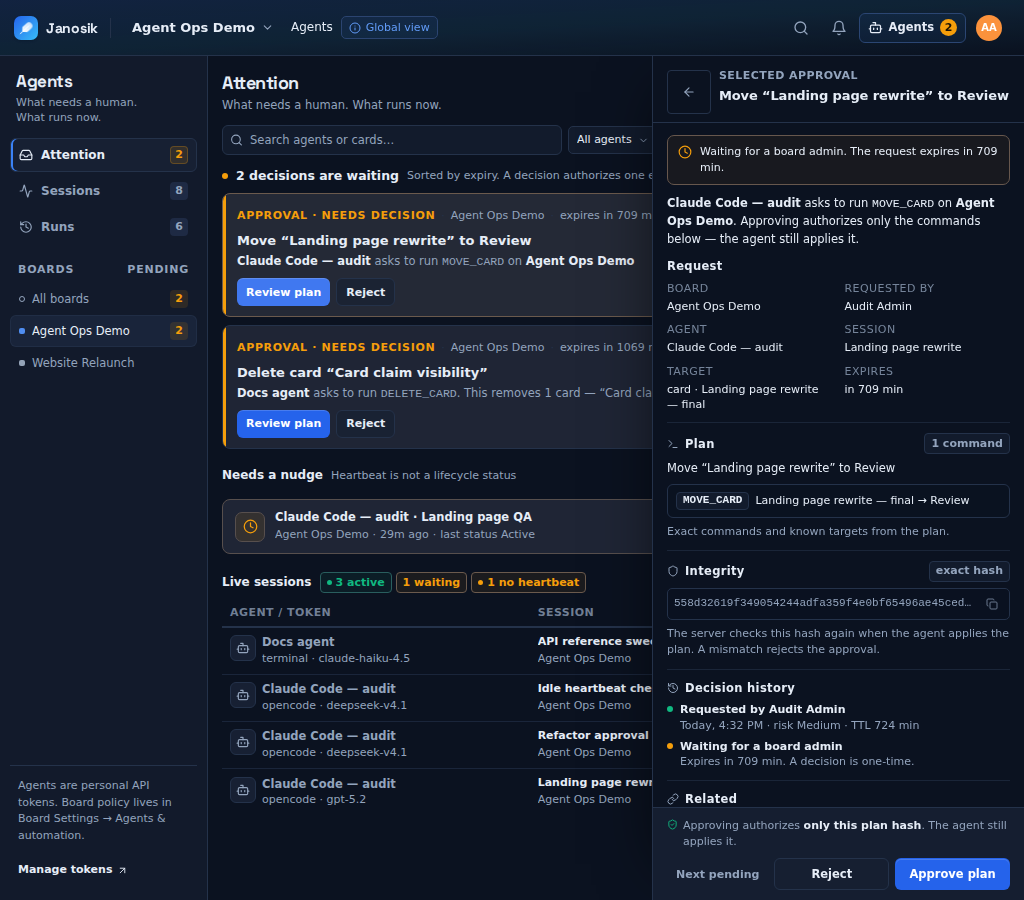 Janosik
Agent Ops Demo
Agents
Global view
Agents 2
AA
Agents
What needs a human.
What runs now.
Attention 2
Sessions 8
Runs 6
BOARDS PENDING
All boards 2
Agent Ops Demo 2
Website Relaunch
Agents are personal API
tokens. Board policy lives in
Board Settings → Agents &
automation.
Manage tokens ↗
Attention
What needs a human. What runs now.
Search agents or cards…
All agents
2 decisions are waiting Sorted by expiry. A decision authorizes one e
APPROVAL · NEEDS DECISION Agent Ops Demo expires in 709 m
Move “Landing page rewrite” to Review
Claude Code — audit asks to run MOVE_CARD on Agent Ops Demo
Review plan Reject
APPROVAL · NEEDS DECISION Agent Ops Demo expires in 1069 m
Delete card “Card claim visibility”
Docs agent asks to run DELETE_CARD. This removes 1 card — “Card cla
Review plan Reject
Needs a nudge Heartbeat is not a lifecycle status
Claude Code — audit · Landing page QA
Agent Ops Demo · 29m ago · last status Active
Live sessions 3 active 1 waiting 1 no heartbeat
AGENT / TOKEN SESSION
Docs agent API reference swee
terminal · claude-haiku-4.5 Agent Ops Demo
Claude Code — audit Idle heartbeat che
opencode · deepseek-v4.1 Agent Ops Demo
Claude Code — audit Refactor approval
opencode · deepseek-v4.1 Agent Ops Demo
Claude Code — audit Landing page rewr
opencode · gpt-5.2 Agent Ops Demo
SELECTED APPROVAL
Move “Landing page rewrite” to Review
Waiting for a board admin. The request expires in 709
min.
Claude Code — audit asks to run MOVE_CARD on Agent
Ops Demo. Approving authorizes only the commands
below — the agent still applies it.
Request
BOARD REQUESTED BY
Agent Ops Demo Audit Admin
AGENT SESSION
Claude Code — audit Landing page rewrite
TARGET EXPIRES
card · Landing page rewrite in 709 min
— final
Plan 1 command
Move “Landing page rewrite” to Review
MOVE_CARD Landing page rewrite — final → Review
Exact commands and known targets from the plan.
Integrity exact hash
558d32619f349054244adfa359f4e0bf65496ae45ced…
The server checks this hash again when the agent applies the
plan. A mismatch rejects the approval.
Decision history
Requested by Audit Admin
Today, 4:32 PM · risk Medium · TTL 724 min
Waiting for a board admin
Expires in 709 min. A decision is one-time.
Related
Approving authorizes only this plan hash. The agent still
applies it.
Next pending Reject Approve plan